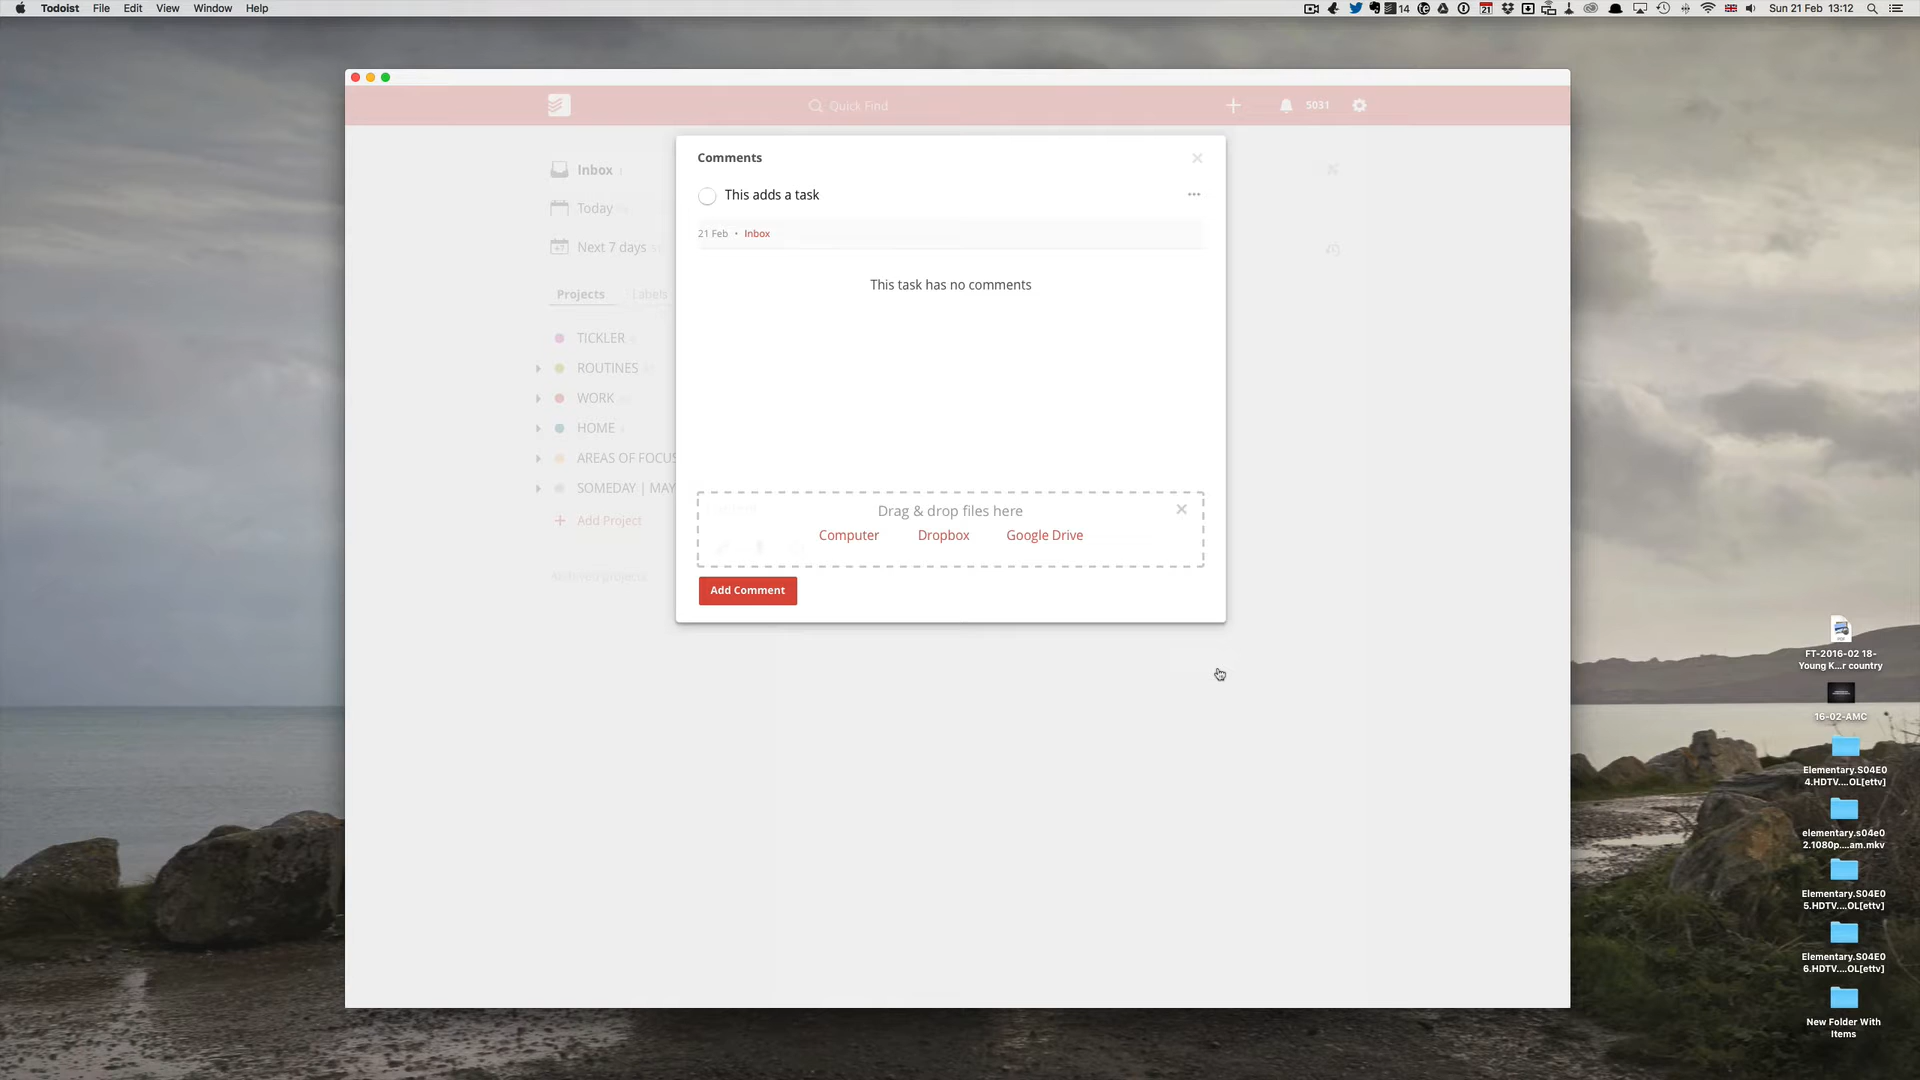 Todoist File Edit View Window Help
14
21
Sun 21 Feb 13:12
Quick Find
5031
Comments
Inbox
This adds a task
Today
21 Feb • Inbox
Next 7 days
This task has no comments
Projects Labels
TICKLER
ROUTINES
WORK
HOME
AREAS OF FOCUS
SOMEDAY | MAY
Drag & drop files here
+ Add Project
Computer Dropbox Google Drive
Archived projects
Add Comment
FT-2016-02 18-
Young K...r country
16-02-AMC
Elementary.S04E0
4.HDTV....OL[ettv]
elementary.s04e0
2.1080p....am.mkv
Elementary.S04E0
5.HDTV....OL[ettv]
Elementary.S04E0
6.HDTV....OL[ettv]
New Folder With
Items